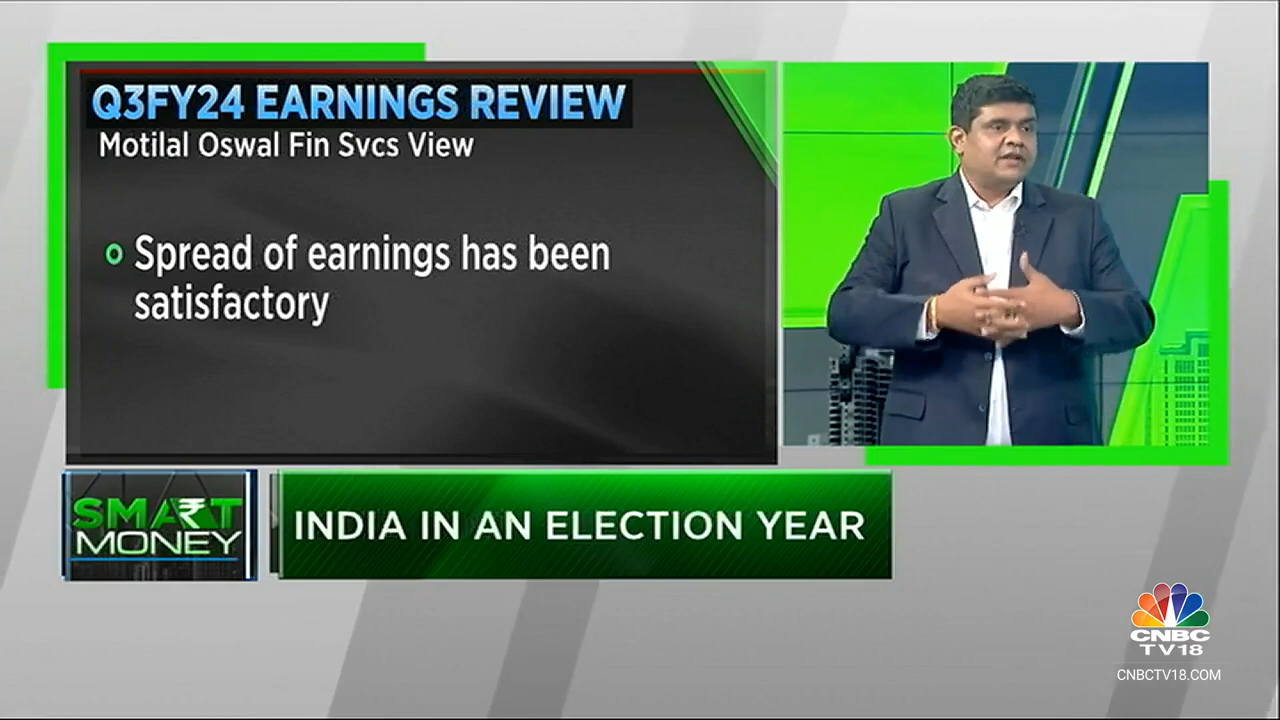 Q3FY24 EARNINGS REVIEW
Motilal Oswal Fin Svcs View
Spread of earnings has been
satisfactory
SMA₹T
MONEY
INDIA IN AN ELECTION YEAR
CNBC
TV18
CNBCTV18.COM